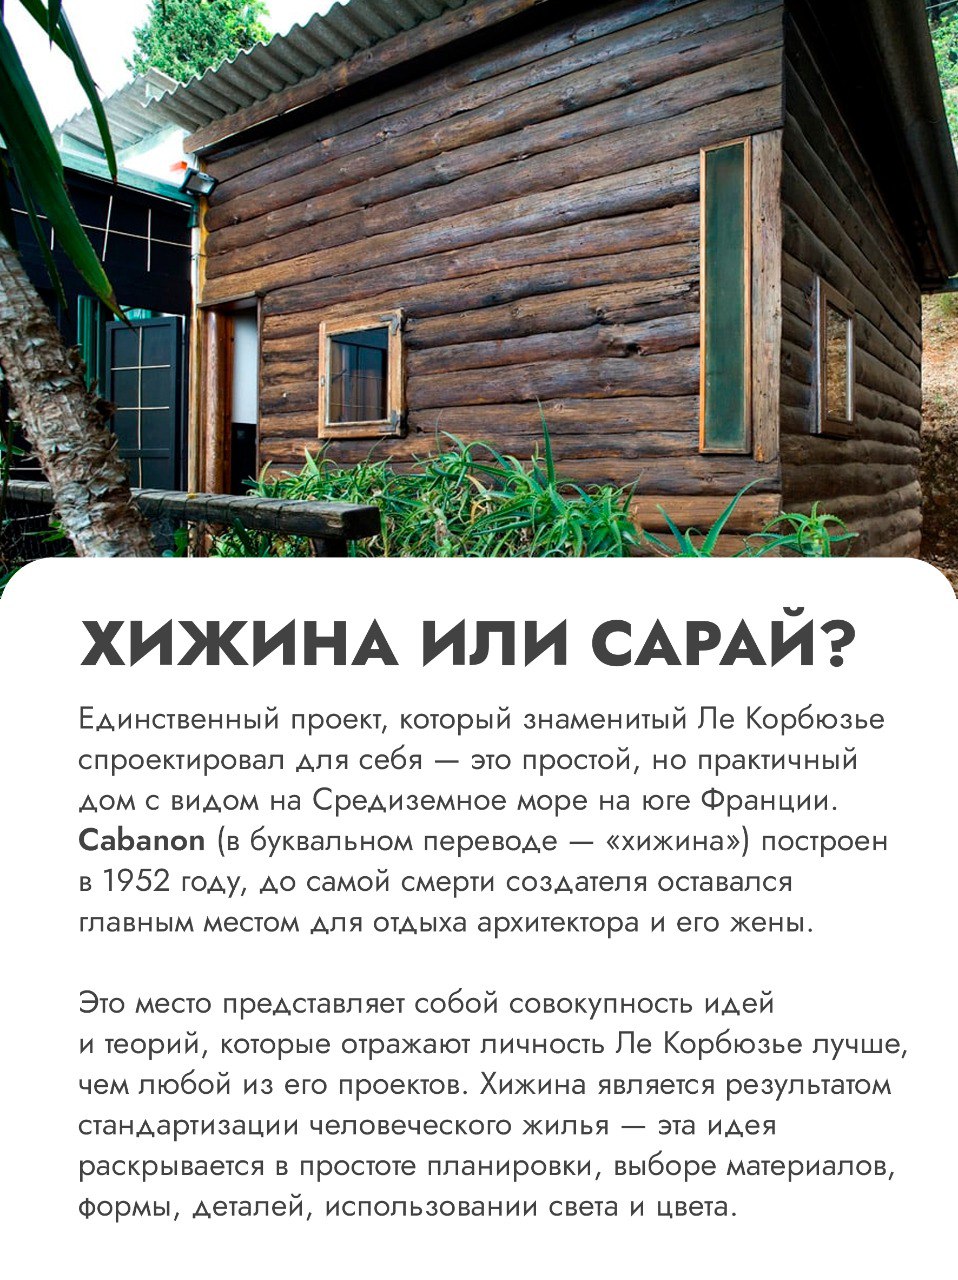 ХИЖИНА ИЛИ САРАЙ?
Единственный проект, который знаменитый Ле Корбюзье
спроектировал для себя — это простой, но практичный
дом с видом на Средиземное море на юге Франции.
Cabanon (в буквальном переводе — «хижина») построен
в 1952 году, до самой смерти создателя оставался
главным местом для отдыха архитектора и его жены.
Это место представляет собой совокупность идей
и теорий, которые отражают личность Ле Корбюзье лучше,
чем любой из его проектов. Хижина является результатом
стандартизации человеческого жилья — эта идея
раскрывается в простоте планировки, выборе материалов,
формы, деталей, использовании света и цвета.